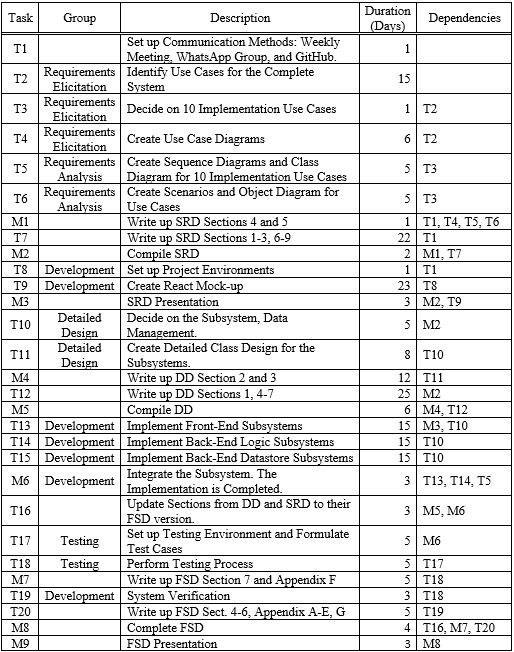 Task Group Description Duration (Days) Dependencies
T1 Set up Communication Methods: Weekly Meeting, WhatsApp Group, and GitHub. 1
T2 Requirements Elicitation Identify Use Cases for the Complete System 15
T3 Requirements Elicitation Decide on 10 Implementation Use Cases 1 T2
T4 Requirements Elicitation Create Use Case Diagrams 6 T2
T5 Requirements Analysis Create Sequence Diagrams and Class Diagram for 10 Implementation Use Cases 5 T3
T6 Requirements Analysis Create Scenarios and Object Diagram for Use Cases 5 T3
M1 Write up SRD Sections 4 and 5 1 T1, T4, T5, T6
T7 Write up SRD Sections 1-3, 6-9 22 T1
M2 Compile SRD 2 M1, T7
T8 Development Set up Project Environments 1 T1
T9 Development Create React Mock-up 23 T8
M3 SRD Presentation 3 M2, T9
T10 Detailed Design Decide on the Subsystem, Data Management. 5 M2
T11 Detailed Design Create Detailed Class Design for the Subsystems. 8 T10
M4 Write up DD Section 2 and 3 12 T11
T12 Write up DD Sections 1, 4-7 25 M2
M5 Compile DD 6 M4, T12
T13 Development Implement Front-End Subsystems 15 M3, T10
T14 Development Implement Back-End Logic Subsystems 15 T10
T15 Development Implement Back-End Datastore Subsystems 15 T10
M6 Development Integrate the Subsystem. The Implementation is Completed. 3 T13, T14, T5
T16 Update Sections from DD and SRD to their FSD version. 3 M5, M6
T17 Testing Set up Testing Environment and Formulate Test Cases 5 M6
T18 Testing Perform Testing Process 5 T17
M7 Write up FSD Section 7 and Appendix F 5 T18
T19 Development System Verification 3 T18
T20 Write up FSD Sect. 4-6, Appendix A-E, G 5 T19
M8 Complete FSD 4 T16, M7, T20
M9 FSD Presentation 3 M8